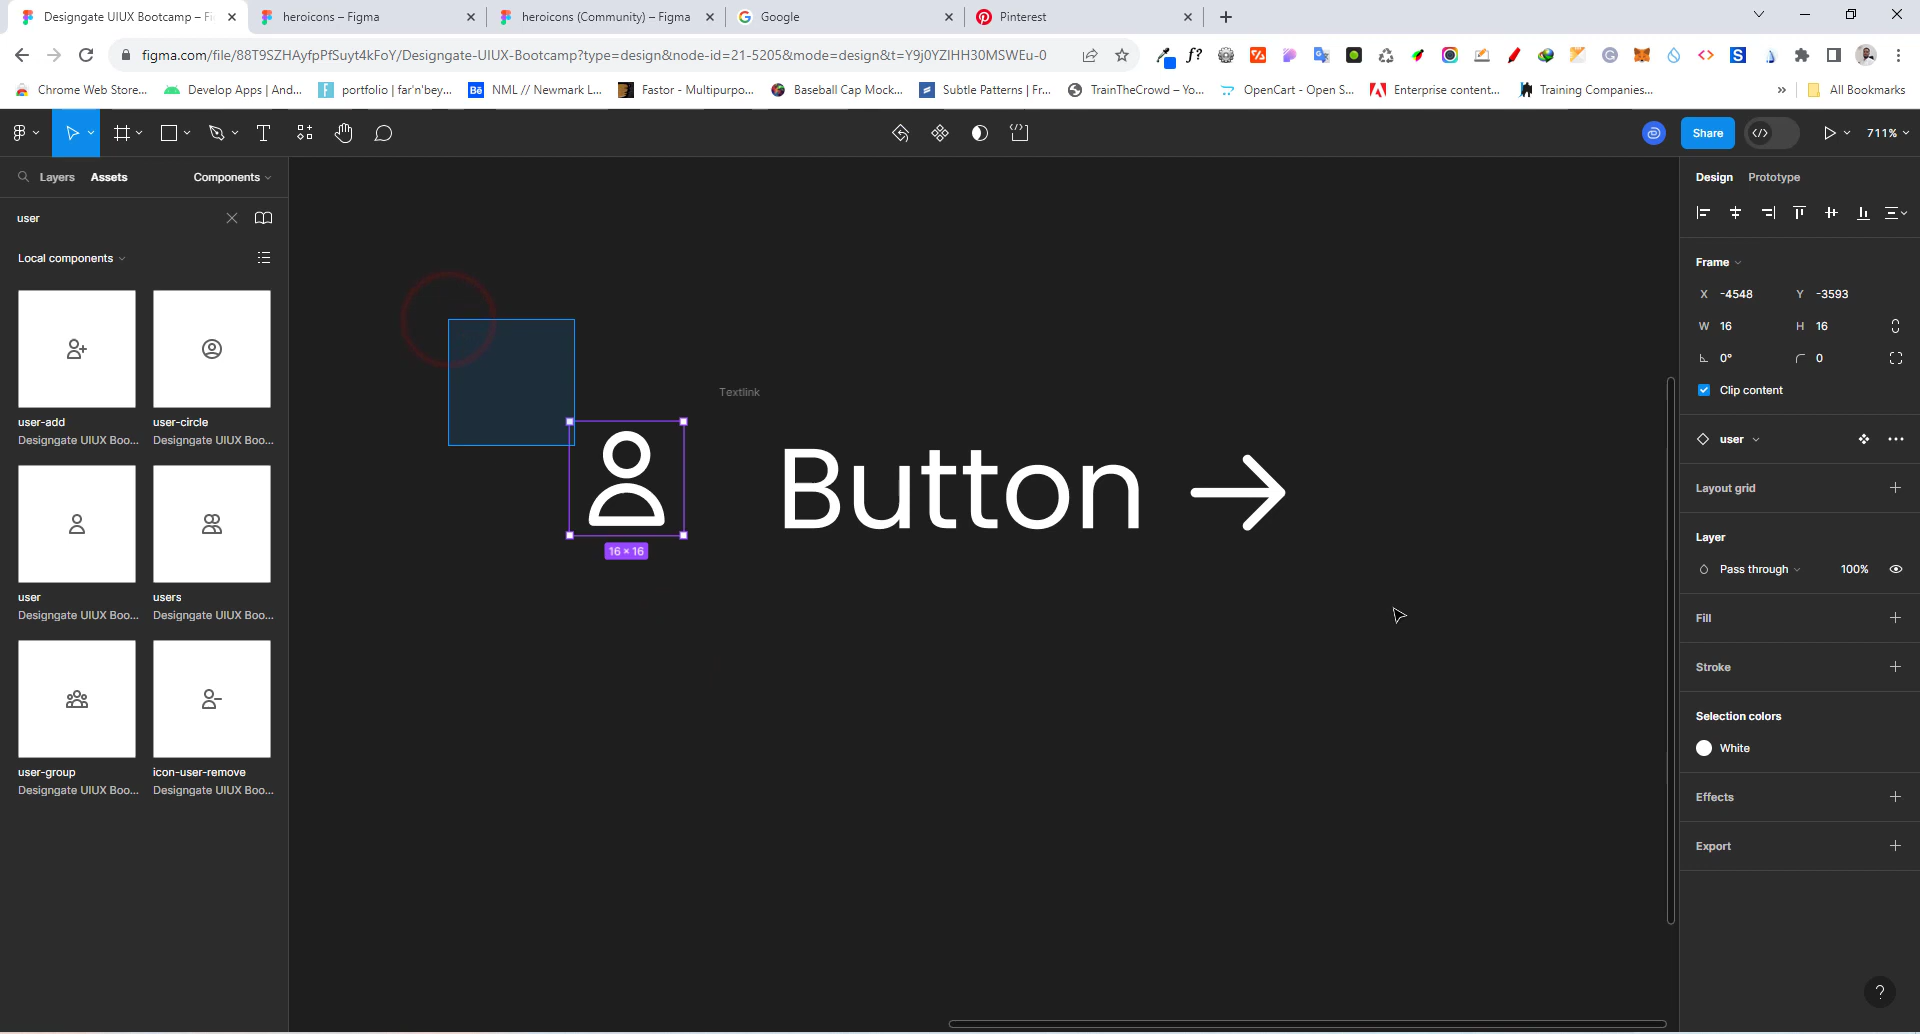 Designgate UIUX Bootcamp – Fi
heroicons – Figma
heroicons (Community) – Figma
Google
Pinterest
figma.com/file/88T9SZHAyfpPfSuyt4kFoY/Designgate-UIUX-Bootcamp?type=design&node-id=21-5205&mode=design&t=Y9j0YZIHH30MSWEu-0
Chrome Web Store...
Develop Apps | And...
portfolio | far'n'bey...
NML // Newmark L...
Fastor - Multipurpo...
Baseball Cap Mock...
Subtle Patterns | Fr...
TrainTheCrowd – Yo...
OpenCart - Open S...
Enterprise content...
Training Companies...
»
All Bookmarks
Share
711%
Layers
Assets
Components
user
Local components
user-add
Designgate UIUX Boo...
user-circle
Designgate UIUX Boo...
user
Designgate UIUX Boo...
users
Designgate UIUX Boo...
user-group
Designgate UIUX Boo...
icon-user-remove
Designgate UIUX Boo...
Textlink
Button
16 × 16
Design
Prototype
Frame
X -4548
Y -3593
W 16
H 16
0°
0
Clip content
user
Layout grid
Layer
Pass through
100%
Fill
Stroke
Selection colors
White
Effects
Export
?